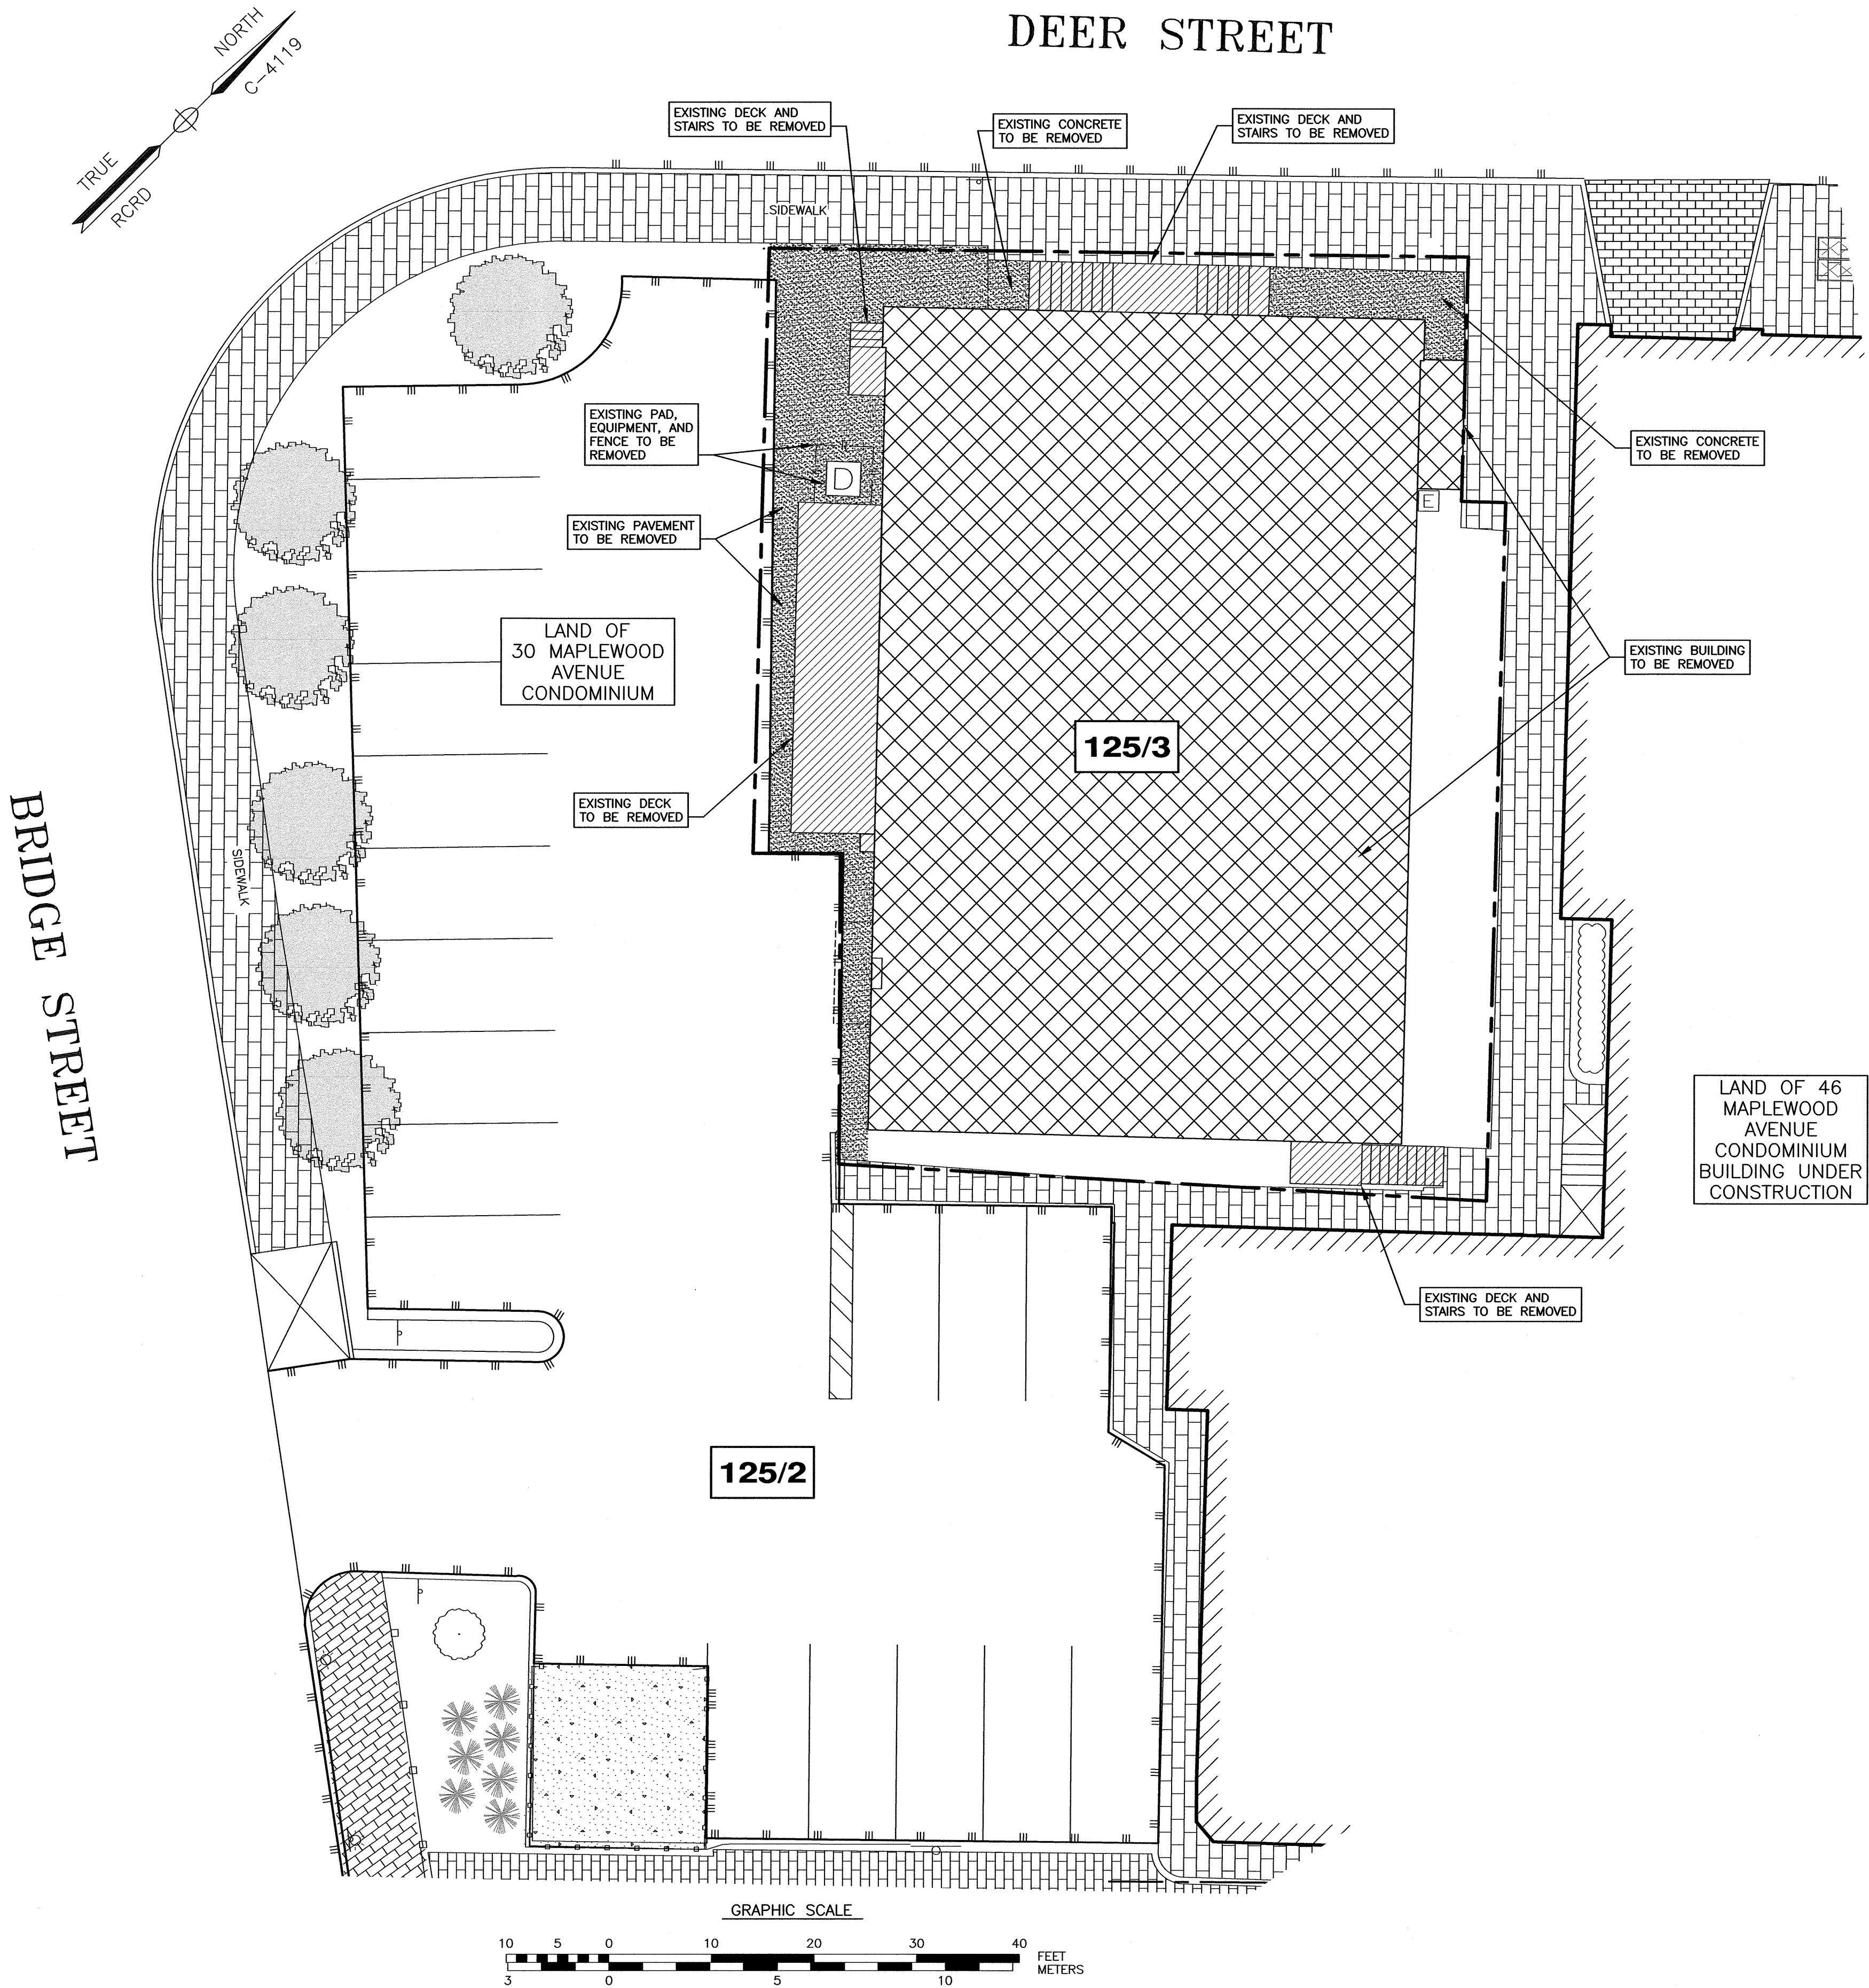 DEER STREET
NORTH
C-4119
TRUE
RCRD
EXISTING DECK AND
STAIRS TO BE REMOVED
EXISTING CONCRETE
TO BE REMOVED
EXISTING DECK AND
STAIRS TO BE REMOVED
SIDEWALK
EXISTING PAD,
EQUIPMENT, AND
FENCE TO BE
REMOVED
D
E
EXISTING CONCRETE
TO BE REMOVED
EXISTING PAVEMENT
TO BE REMOVED
LAND OF
30 MAPLEWOOD
AVENUE
CONDOMINIUM
EXISTING BUILDING
TO BE REMOVED
125/3
EXISTING DECK
TO BE REMOVED
BRIDGE STREET
SIDEWALK
LAND OF 46
MAPLEWOOD
AVENUE
CONDOMINIUM
BUILDING UNDER
CONSTRUCTION
EXISTING DECK AND
STAIRS TO BE REMOVED
125/2
GRAPHIC SCALE
10 5 0 10 20 30 40
FEET
METERS
3 0 5 10